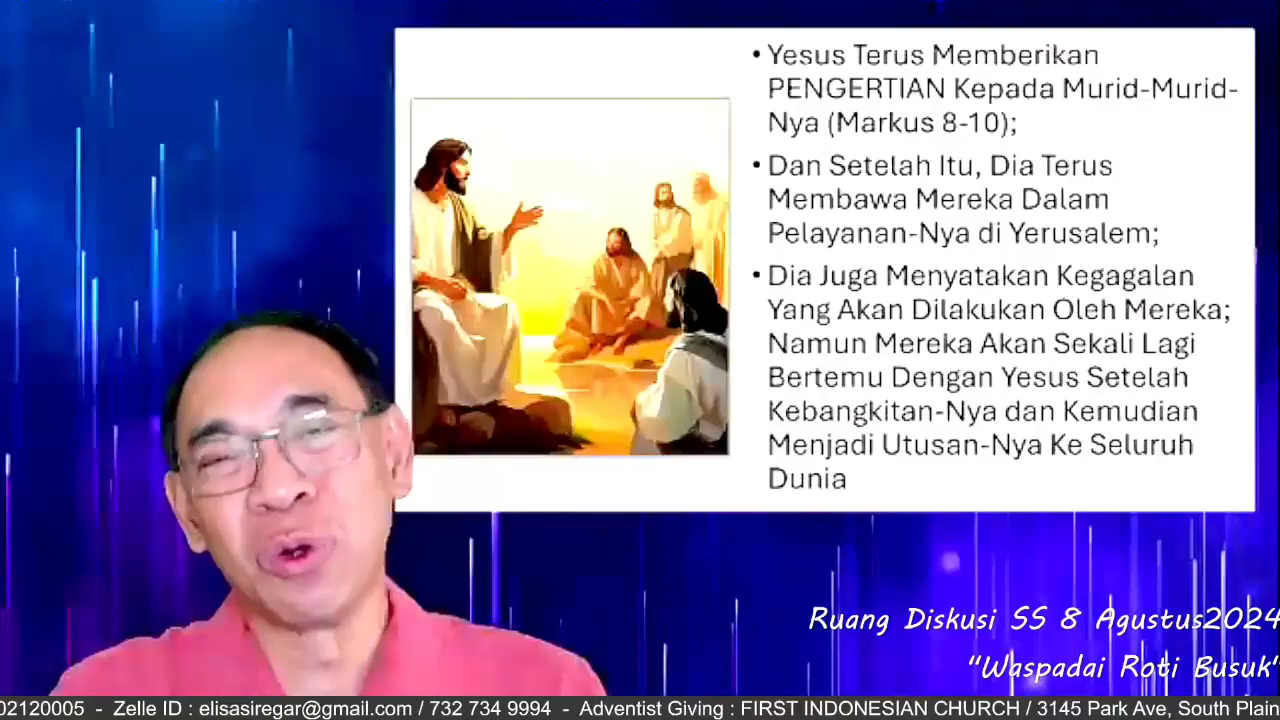 • Yesus Terus Memberikan
PENGERTIAN Kepada Murid-Murid-
Nya (Markus 8-10);
• Dan Setelah Itu, Dia Terus
Membawa Mereka Dalam
Pelayanan-Nya di Yerusalem;
• Dia Juga Menyatakan Kegagalan
Yang Akan Dilakukan Oleh Mereka;
Namun Mereka Akan Sekali Lagi
Bertemu Dengan Yesus Setelah
Kebangkitan-Nya dan Kemudian
Menjadi Utusan-Nya Ke Seluruh
Dunia
Ruang Diskusi SS 8 Agustus2024
"Waspadai Roti Busuk"
02120005 - Zelle ID : elisasiregar@gmail.com / 732 734 9994 - Adventist Giving : FIRST INDONESIAN CHURCH / 3145 Park Ave, South Plain